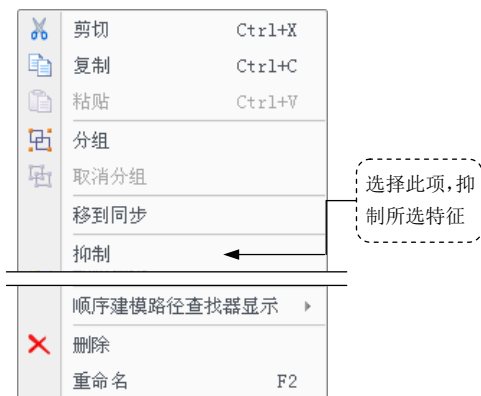 剪切 Ctrl+X
复制 Ctrl+C
粘贴 Ctrl+V
分组
取消分组
移到同步
抑制
顺序建模路径查找器显示
删除
重命名 F2
选择此项,抑
制所选特征